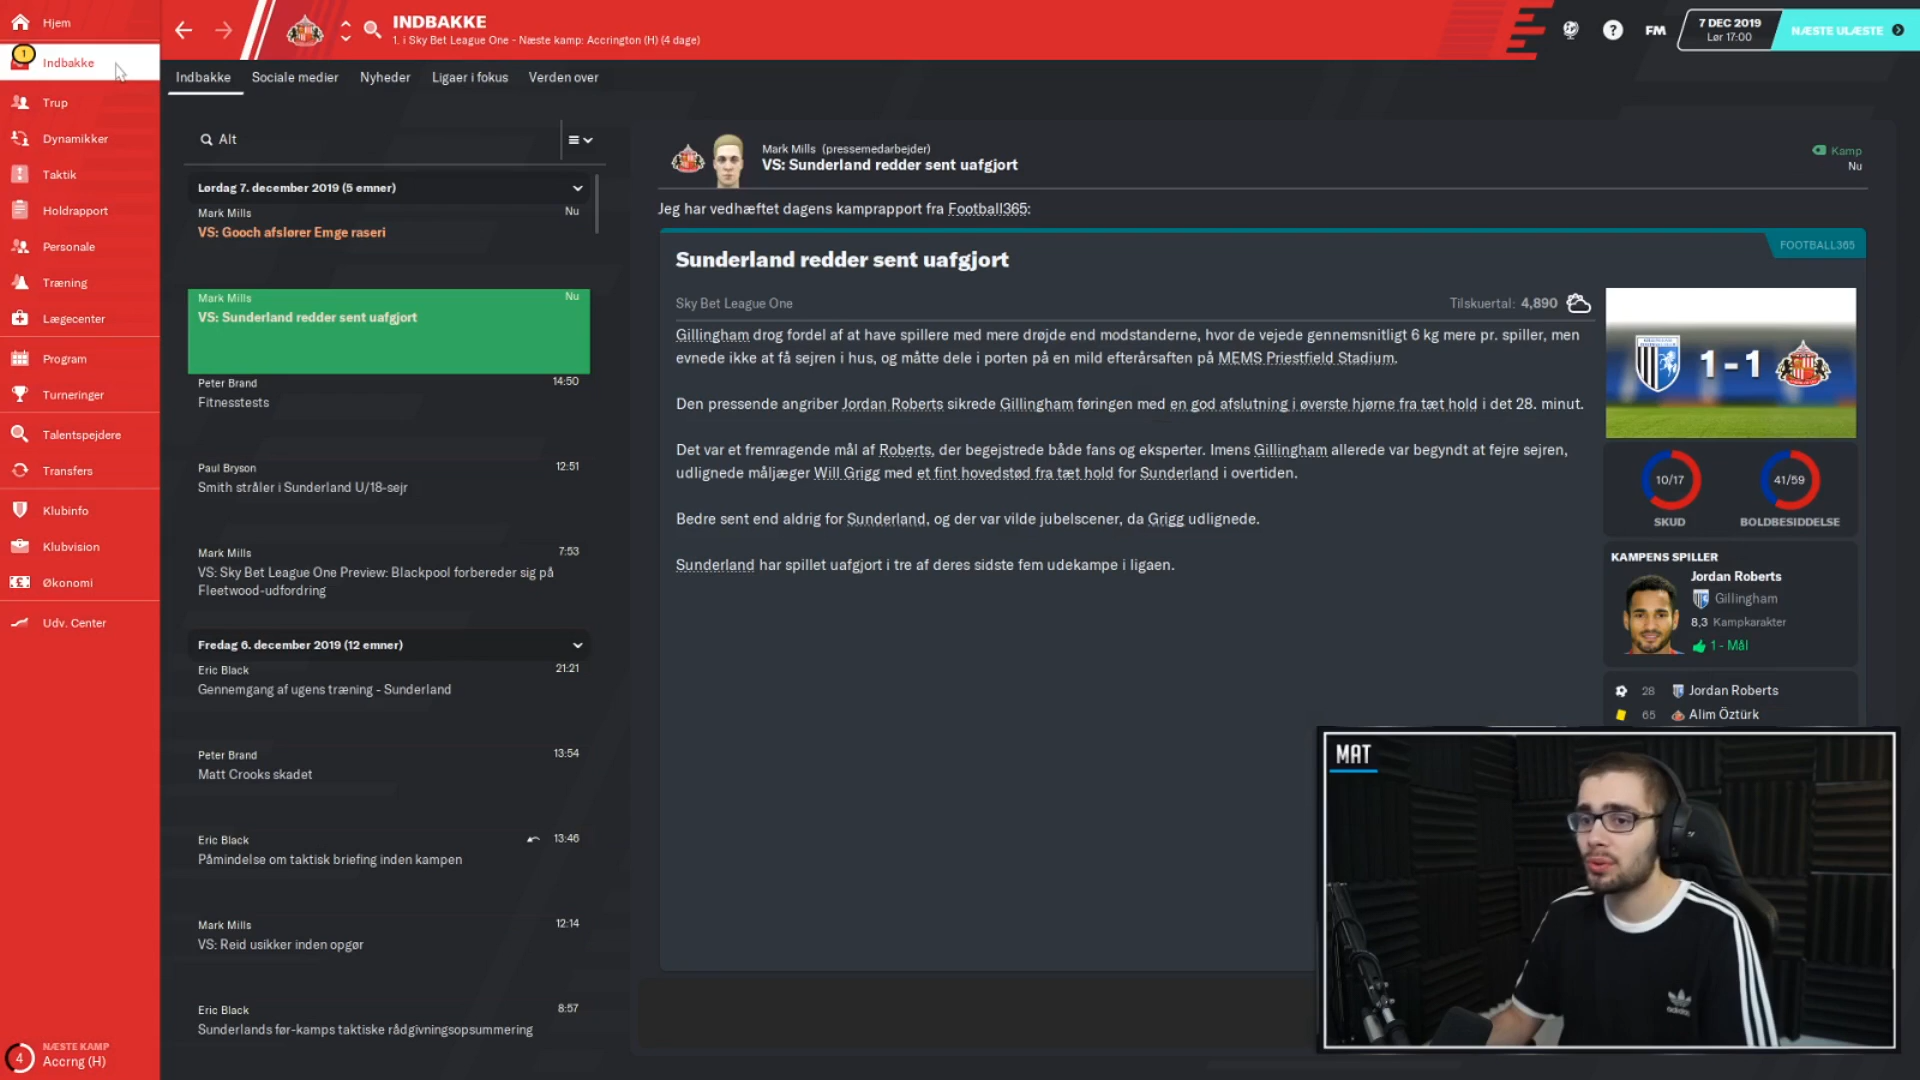 Hjem
1
Indbakke
Trup
Dynamikker
Taktik
Holdrapport
Personale
Træning
Lægecenter
Program
Turneringer
Talentspejdere
Transfers
Klubinfo
Klubvision
Økonomi
Udv. Center
4
NÆSTE KAMP
Accrng (H)
INDBAKKE
1. i Sky Bet League One - Næste kamp: Accrington (H) (4 dage)
?
FM
7 DEC 2019
Lør 17:00
NÆSTE ULÆSTE
Indbakke
Sociale medier
Nyheder
Ligaer i fokus
Verden over
Alt
Lørdag 7. december 2019 (5 emner)
Mark Mills
Nu
VS: Gooch afslører Emge raseri
Mark Mills
Nu
VS: Sunderland redder sent uafgjort
Peter Brand
14:50
Fitnesstests
Paul Bryson
12:51
Smith stråler i Sunderland U/18-sejr
Mark Mills
7:53
VS: Sky Bet League One Preview: Blackpool forbereder sig på
Fleetwood-udfordring
Fredag 6. december 2019 (12 emner)
Eric Black
21:21
Gennemgang af ugens træning - Sunderland
Peter Brand
13:54
Matt Crooks skadet
Eric Black
13:46
Påmindelse om taktisk briefing inden kampen
Mark Mills
12:14
VS: Reid usikker inden opgør
Eric Black
8:57
Sunderlands før-kamps taktiske rådgivningsopsummering
Mark Mills (pressemedarbejder)
VS: Sunderland redder sent uafgjort
Kamp
Nu
Jeg har vedhæftet dagens kamprapport fra Football365:
FOOTBALL365
Sunderland redder sent uafgjort
Sky Bet League One
Tilskuertal: 4,890
Gillingham drog fordel af at have spillere med mere drøjde end modstanderne, hvor de vejede gennemsnitligt 6 kg mere pr. spiller, men
evnede ikke at få sejren i hus, og måtte dele i porten på en mild efterårsaften på MEMS Priestfield Stadium.
Den pressende angriber Jordan Roberts sikrede Gillingham føringen med en god afslutning i øverste hjørne fra tæt hold i det 28. minut.
Det var et fremragende mål af Roberts, der begejstrede både fans og eksperter. Imens Gillingham allerede var begyndt at fejre sejren,
udlignede måljæger Will Grigg med et fint hovedstød fra tæt hold for Sunderland i overtiden.
Bedre sent end aldrig for Sunderland, og der var vilde jubelscener, da Grigg udlignede.
Sunderland har spillet uafgjort i tre af deres sidste fem udekampe i ligaen.
1 - 1
10/17
SKUD
41/59
BOLDBESIDDELSE
KAMPENS SPILLER
Jordan Roberts
Gillingham
8,3 Kampkarakter
1 - Mål
28 Jordan Roberts
65 Alim Öztürk
MAT